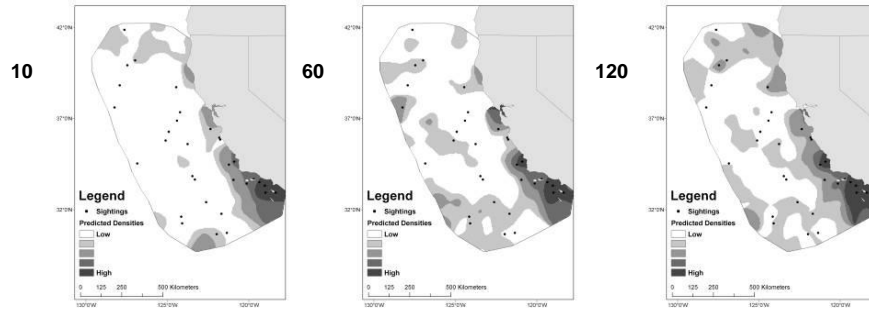 10
42°0'N
37°0'N
32°0'N
Legend
Sightings
Predicted Densities
Low
High
0 125 250 500 Kilometers
130°0'W 125°0'W 120°0'W
60
42°0'N
37°0'N
32°0'N
Legend
Sightings
Predicted Densities
Low
High
0 125 250 500 Kilometers
130°0'W 125°0'W 120°0'W
120
42°0'N
37°0'N
32°0'N
Legend
Sightings
Predicted Densities
Low
High
0 125 250 500 Kilometers
130°0'W 125°0'W 120°0'W